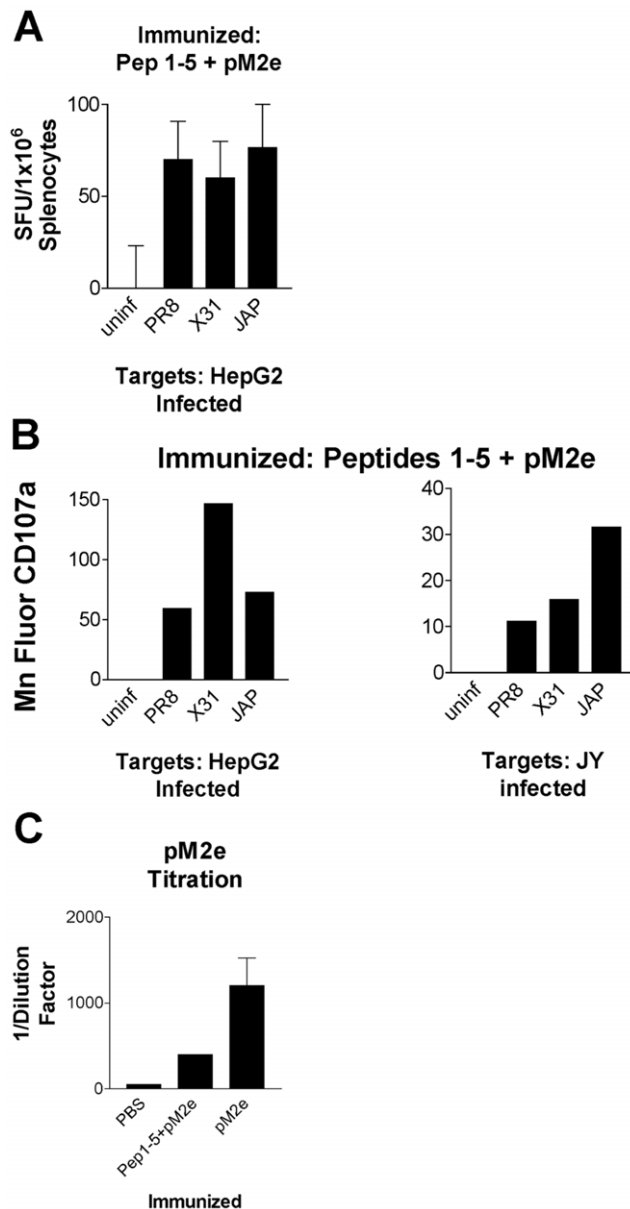 A
Immunized:
Pep 1-5 + pM2e
SFU/1x10⁶
Splenocytes
100
50
0
uninf
PR8
X31
JAP
Targets: HepG2
Infected
B
Immunized: Peptides 1-5 + pM2e
Mn Fluor CD107a
150
100
50
0
uninf
PR8
X31
JAP
Targets: HepG2
Infected
40
30
20
10
0
uninf
PR8
X31
JAP
Targets: JY
infected
C
pM2e
Titration
1/Dilution
Factor
2000
1000
0
PBS
Pep1-5+pM2e
pM2e
Immunized